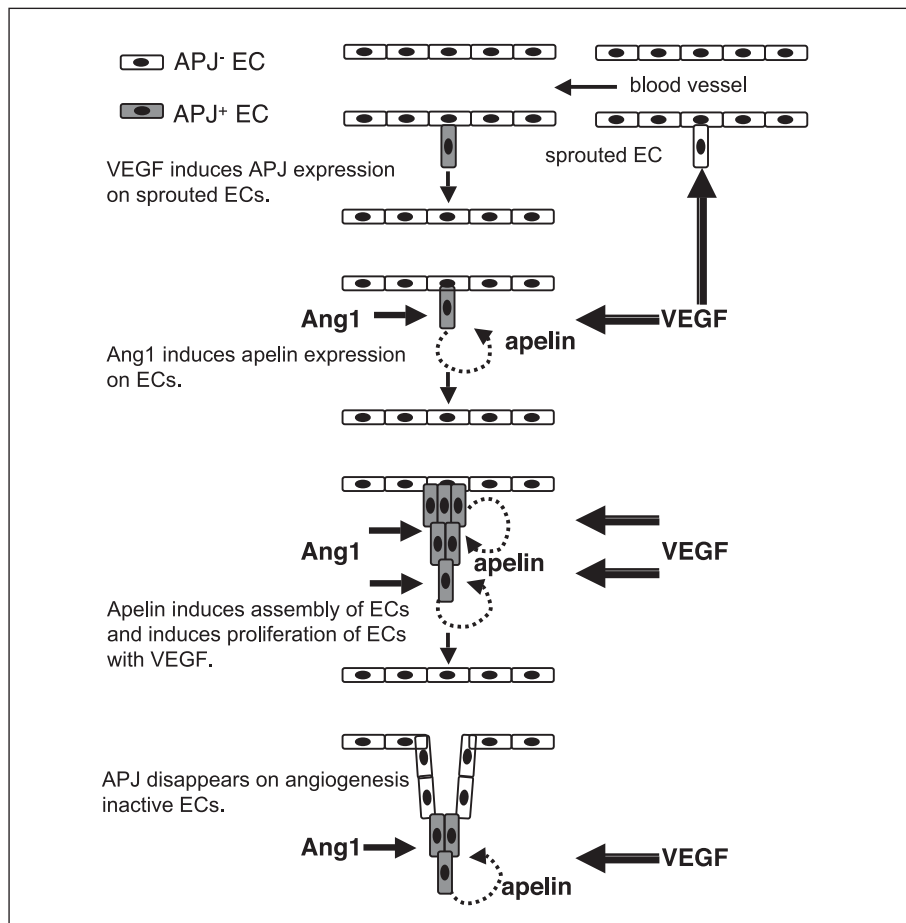 APJ- EC
blood vessel
APJ+ EC
sprouted EC
VEGF induces APJ expression
on sprouted ECs.
Ang1
VEGF
apelin
Ang1 induces apelin expression
on ECs.
Ang1
apelin
VEGF
Apelin induces assembly of ECs
and induces proliferation of ECs
with VEGF.
APJ disappears on angiogenesis
inactive ECs.
Ang1
VEGF
apelin